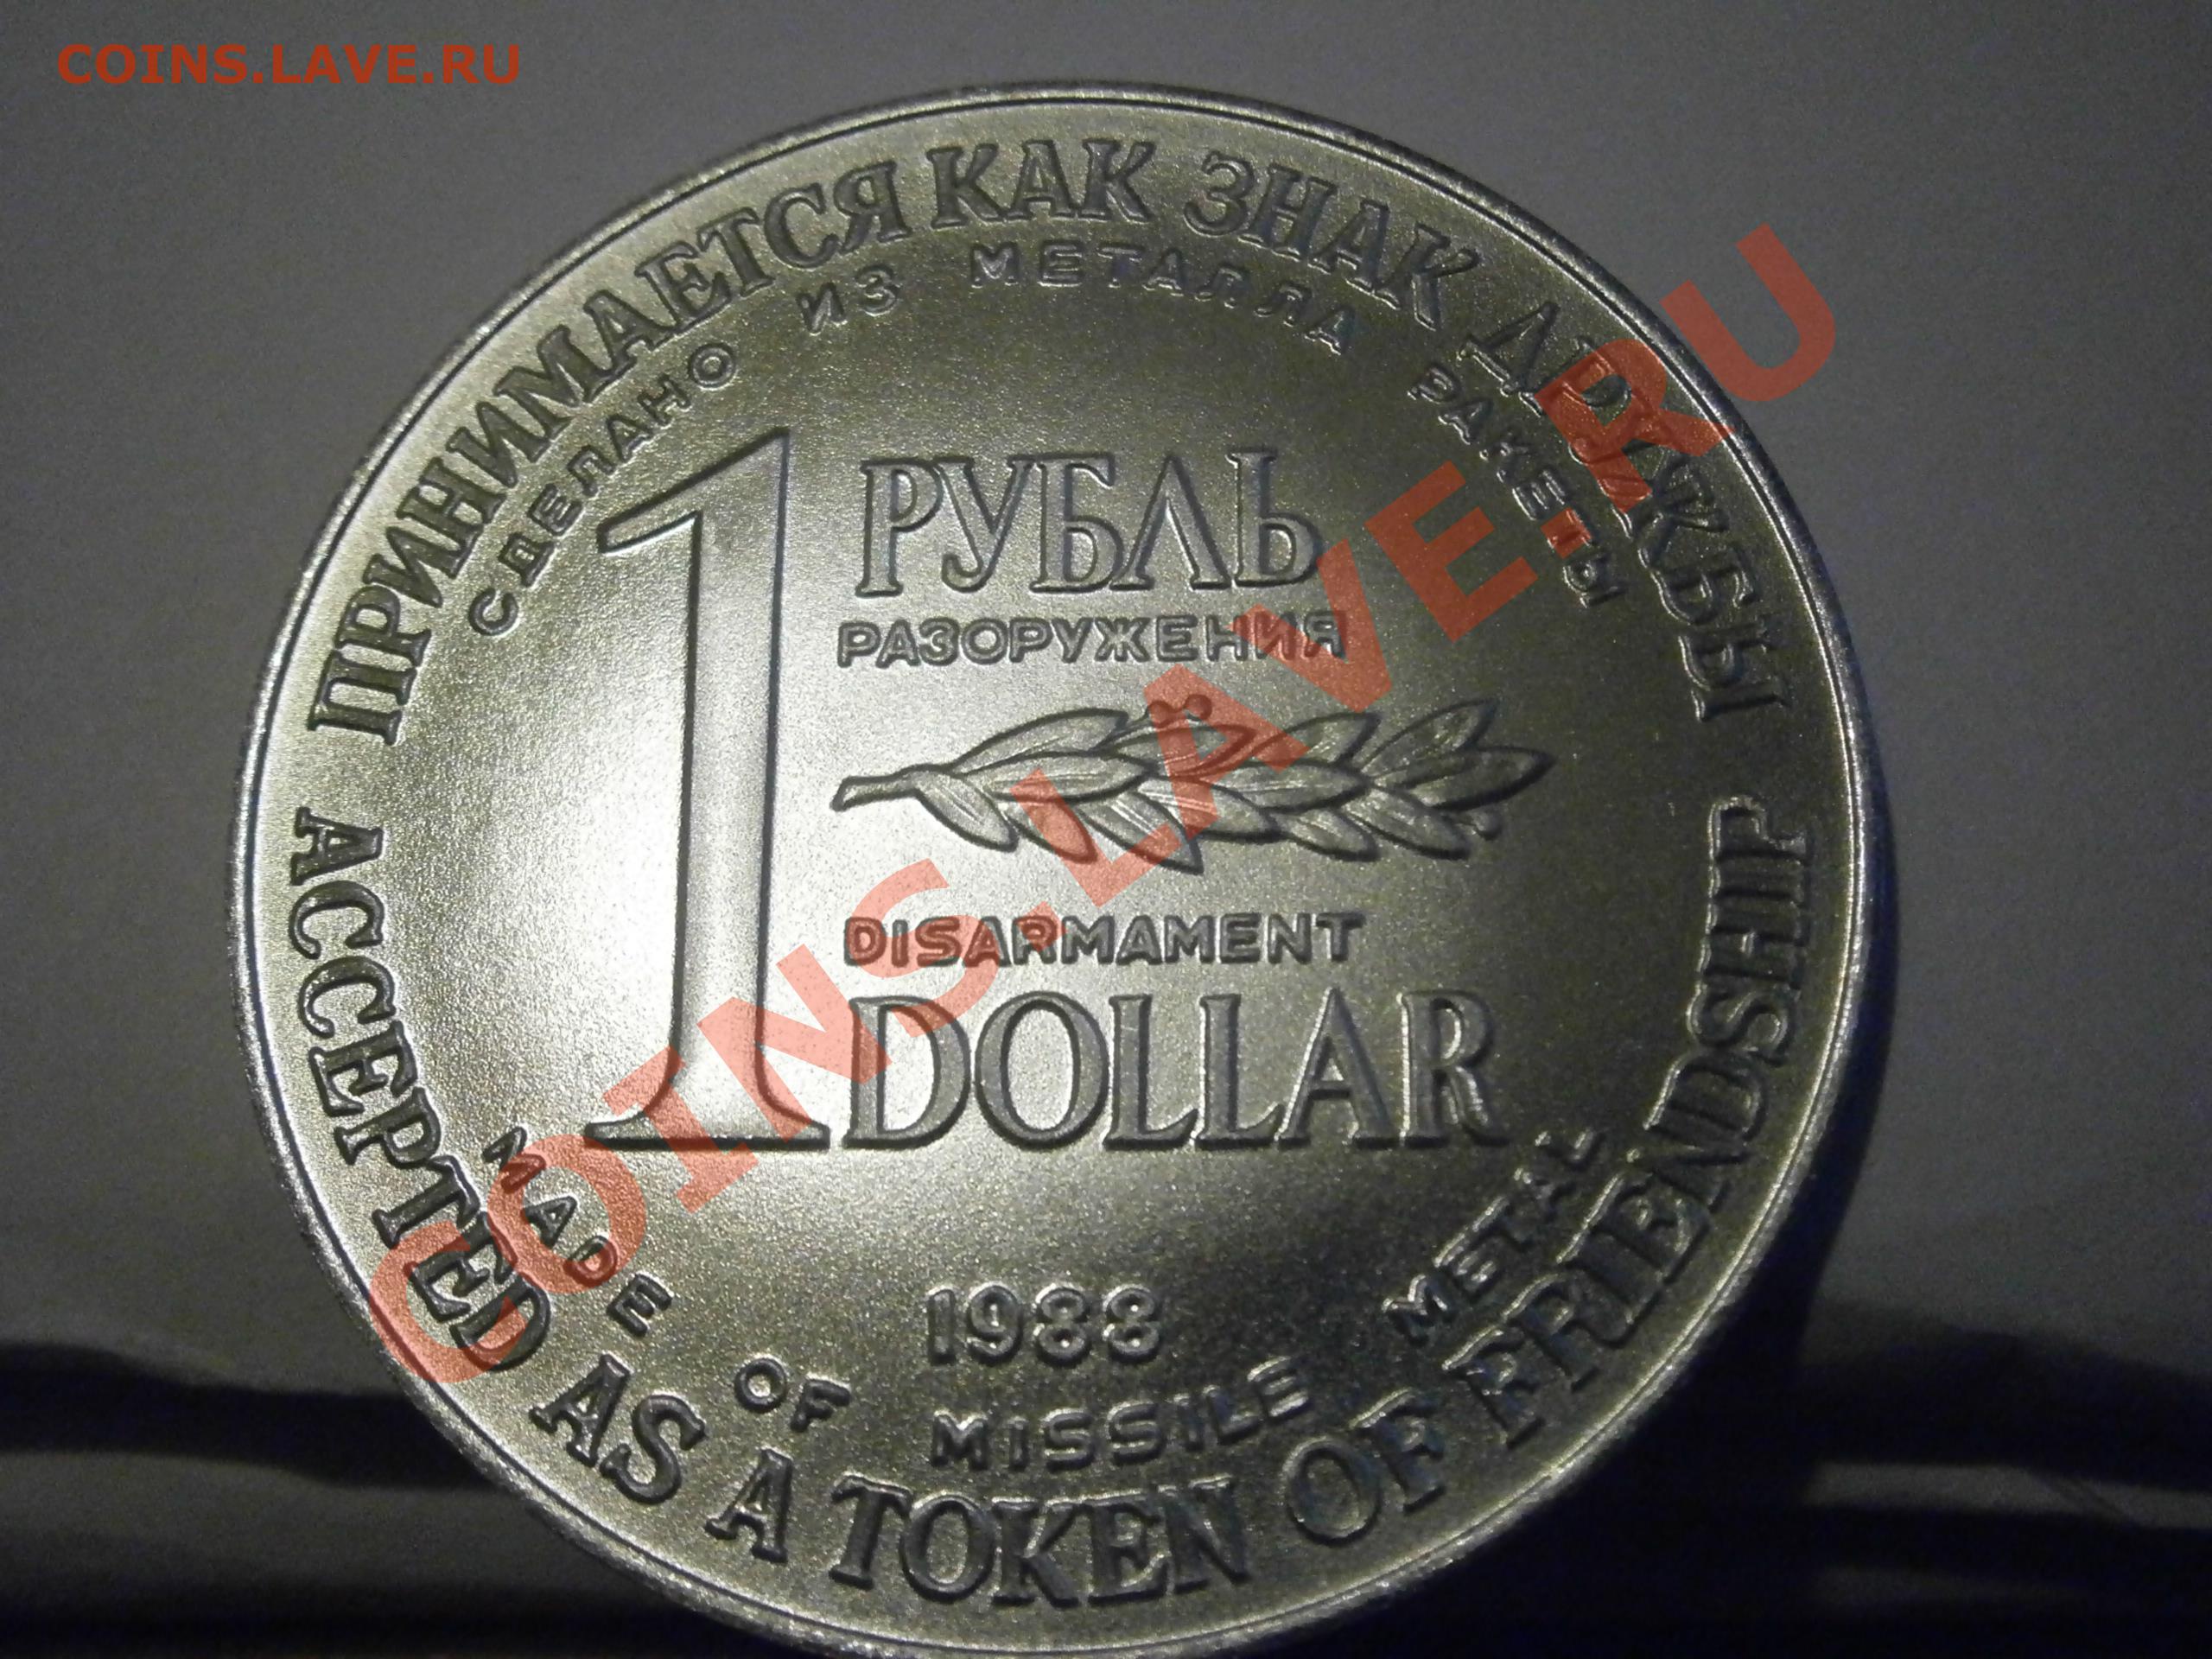 COINS.LAVE.RU
ПРИНИМАЕТСЯ КАК ЗНАК ДРУЖБЫ
СДЕЛАНО ИЗ МЕТАЛЛА РАКЕТЫ
1 РУБЛЬ
РАЗОРУЖЕНИЯ
DISARMAMENT
DOLLAR
1988
MADE OF MISSILE METAL
ACCEPTED AS A TOKEN OF FRIENDSHIP
COINS.LAVE.RU